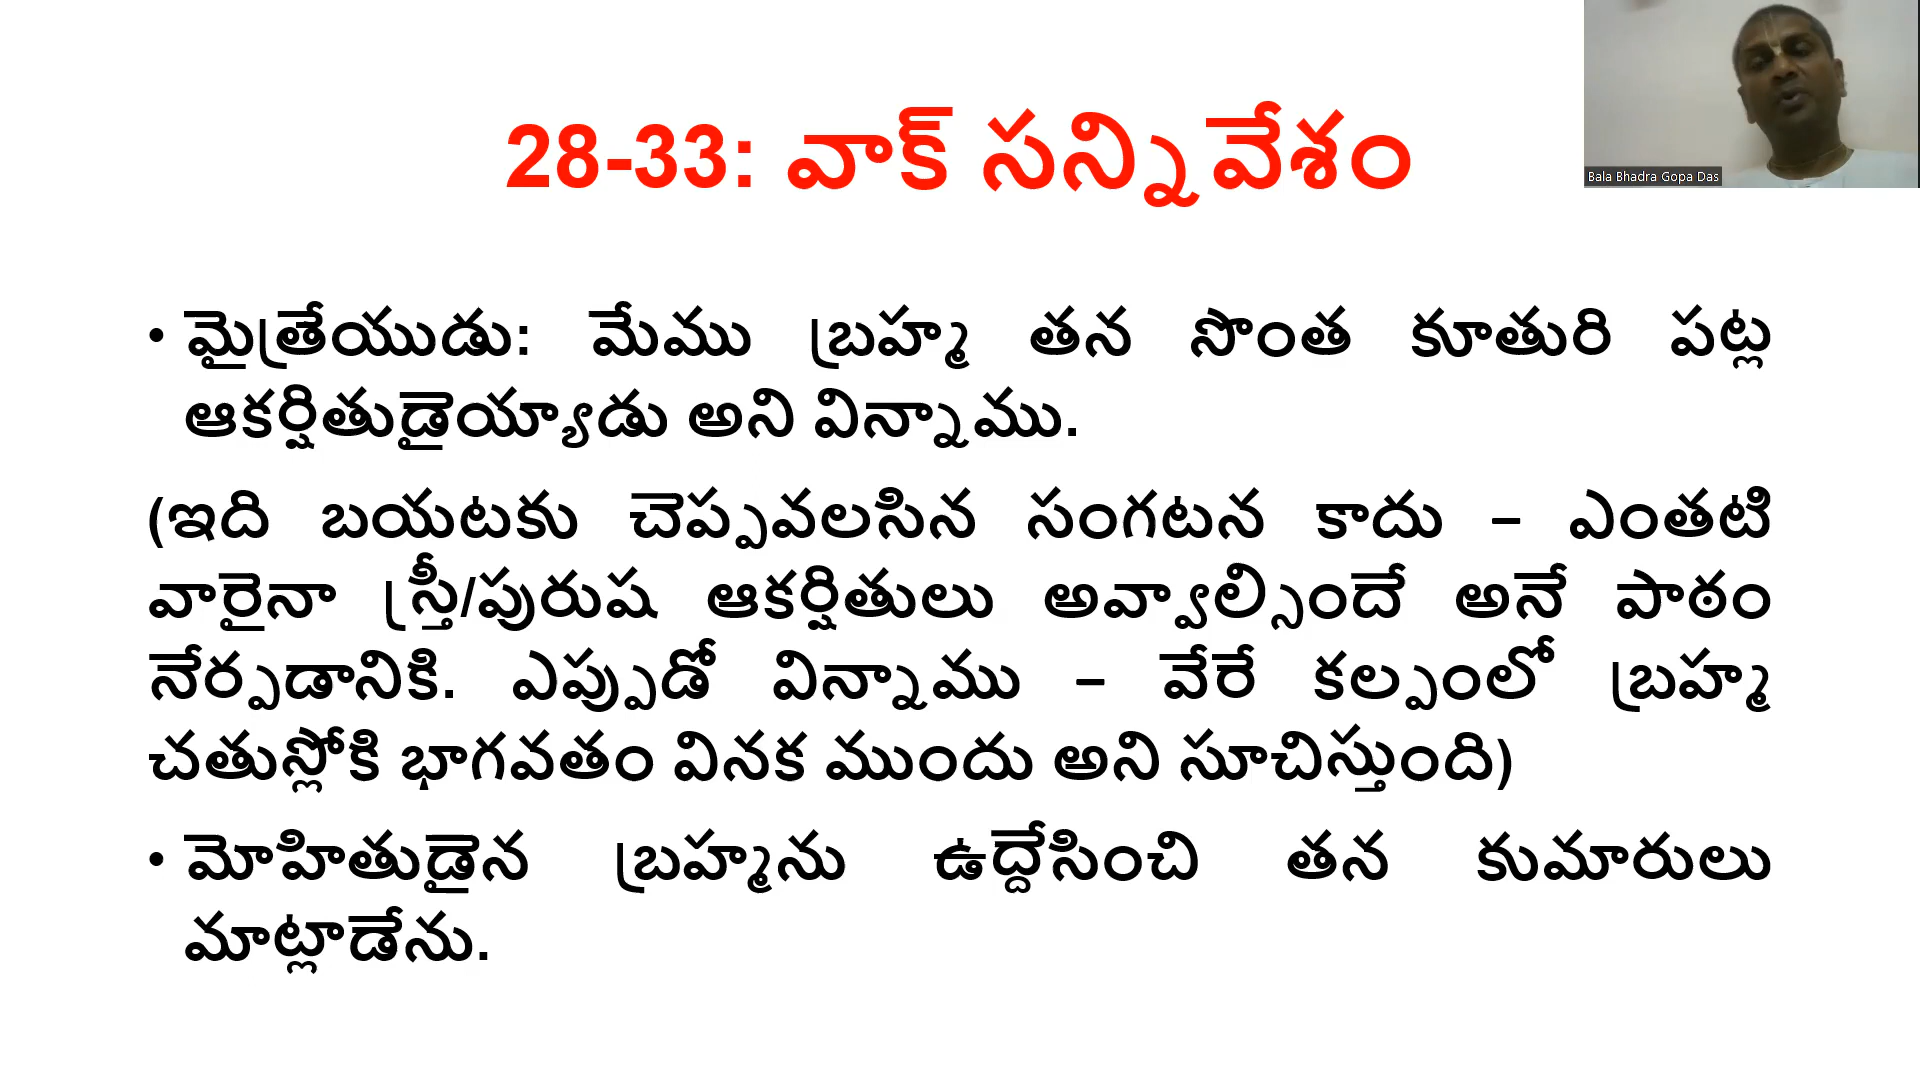 28-33: వాక్ సన్నివేశం
Bala Bhadra Gopa Das
• మైత్రేయుడు: మేము బ్రహ్మ తన సొంత కూతురి పట్ల
ఆకర్షితుడైయ్యాడు అని విన్నాము.
(ఇది బయటకు చెప్పవలసిన సంగటన కాదు – ఎంతటి
వారైనా స్త్రీ/పురుష ఆకర్షితులు అవ్వాల్సిందే అనే పాఠం
నేర్పడానికి. ఎప్పుడో విన్నాము – వేరే కల్పంలో బ్రహ్మ
చతుస్లోకి భాగవతం వినక ముందు అని సూచిస్తుంది)
• మోహితుడైన బ్రహ్మను ఉద్దేసించి తన కుమారులు
మాట్లాడేను.